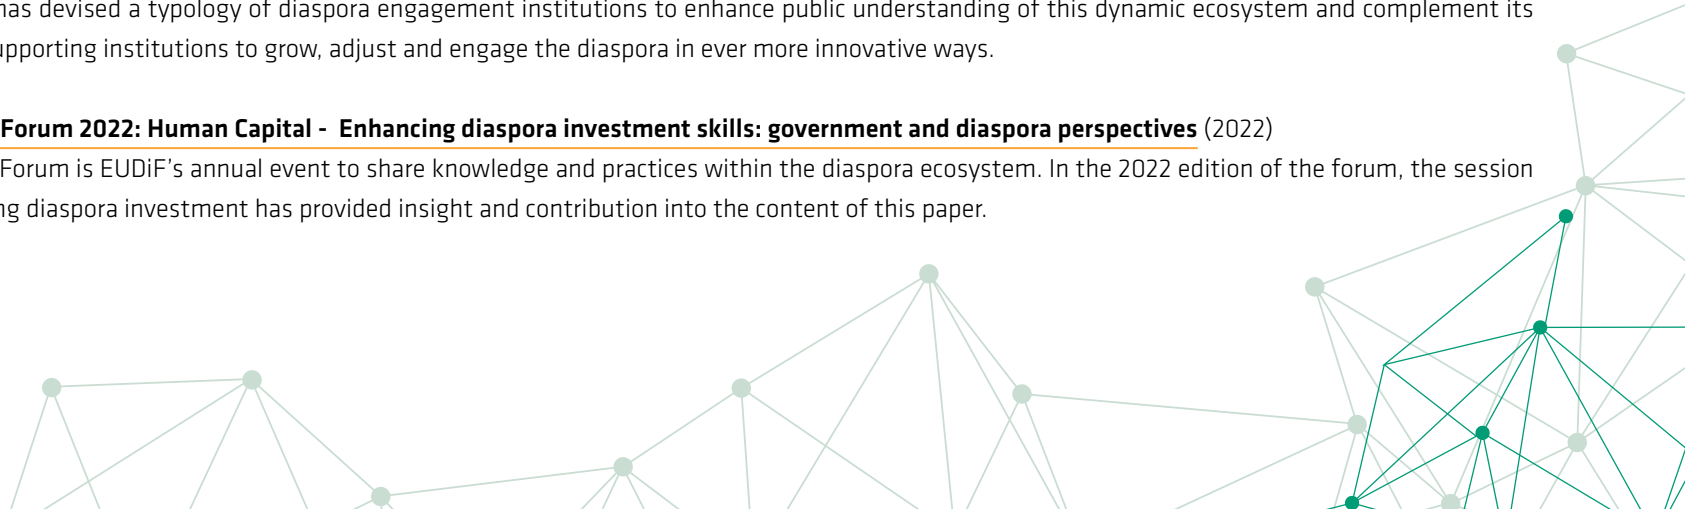 has devised a typology of diaspora engagement institutions to enhance public understanding of this dynamic ecosystem and complement its
upporting institutions to grow, adjust and engage the diaspora in ever more innovative ways.
Forum 2022: Human Capital - Enhancing diaspora investment skills: government and diaspora perspectives (2022)
Forum is EUDiF's annual event to share knowledge and practices within the diaspora ecosystem. In the 2022 edition of the forum, the session
ng diaspora investment has provided insight and contribution into the content of this paper.